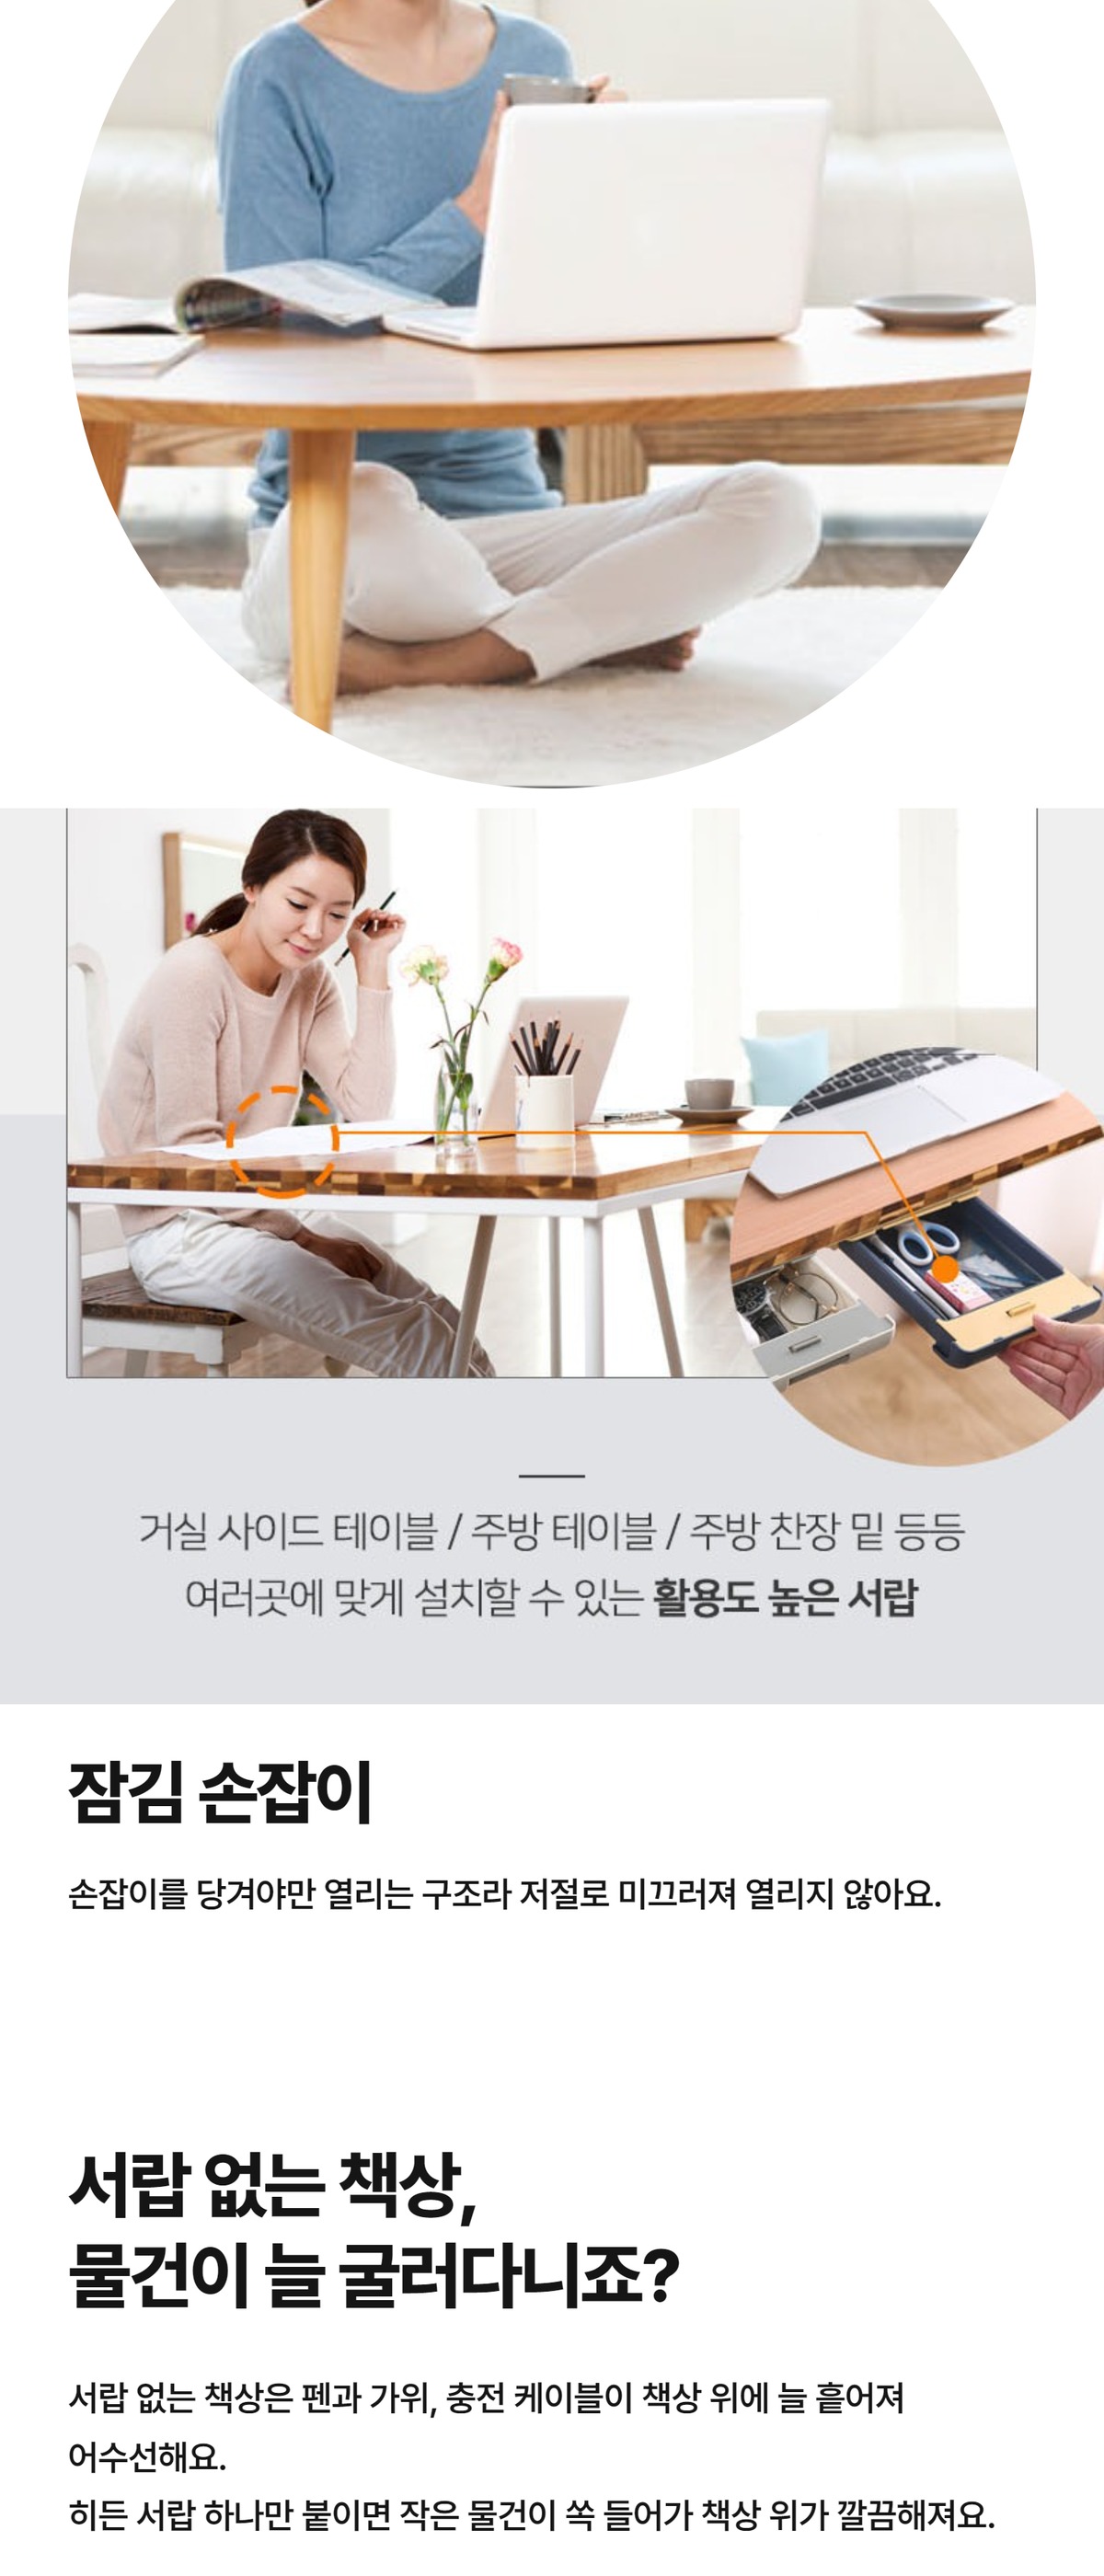 거실 사이드 테이블 / 주방 테이블 / 주방 찬장 밑 등등
여러곳에 맞게 설치할 수 있는 활용도 높은 서랍
잠김 손잡이
손잡이를 당겨야만 열리는 구조라 저절로 미끄러져 열리지 않아요.
서랍 없는 책상,
물건이 늘 굴러다니죠?
서랍 없는 책상은 펜과 가위, 충전 케이블이 책상 위에 늘 흩어져
어수선해요.
히든 서랍 하나만 붙이면 작은 물건이 쏙 들어가 책상 위가 깔끔해져요.